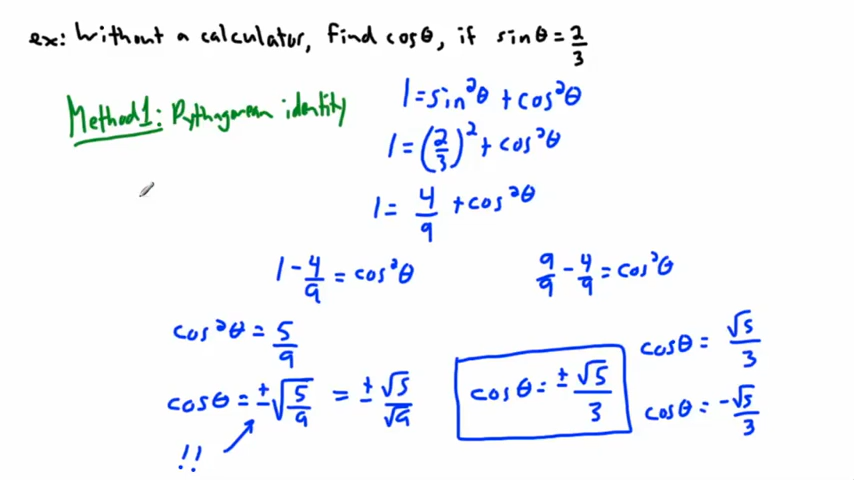 ex: Without a calculator, find cosθ, if sinθ = 2/3
Method 1: Pythagorean identity
1 = sin²θ + cos²θ
1 = (2/3)² + cos²θ
1 = 4/9 + cos²θ
1 - 4/9 = cos²θ
9/9 - 4/9 = cos²θ
cos²θ = 5/9
cosθ = ±√(5/9) = ±√5/√9
!!
cosθ = ±√5/3
cosθ = √5/3
cosθ = -√5/3